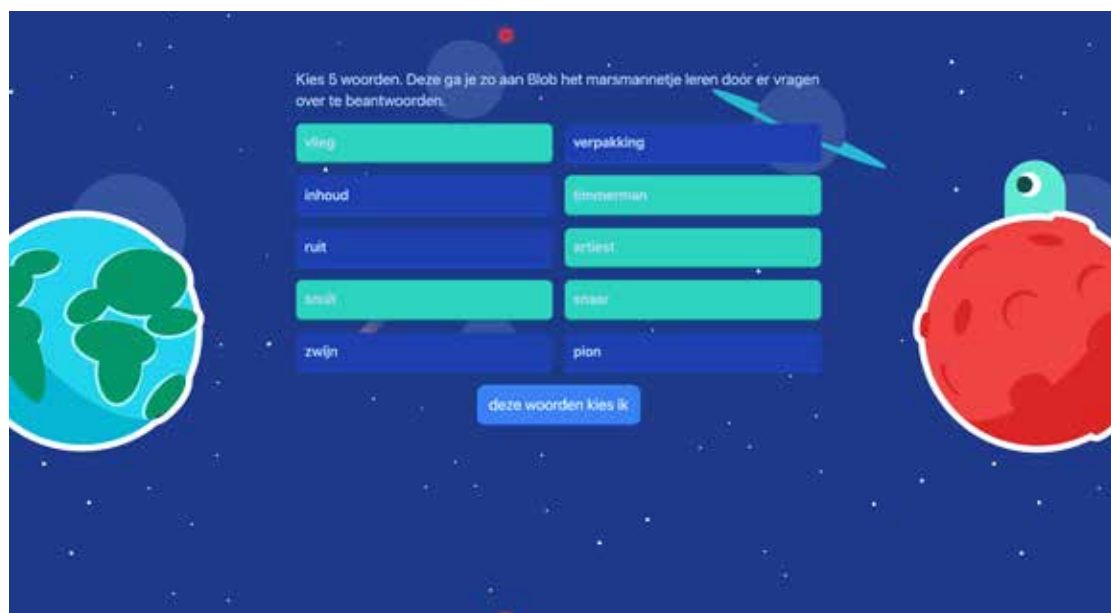 Kies 5 woorden. Deze ga je zo aan Blob het marsmannetje leren door er vragen
over te beantwoorden.
vlieg
verpakking
inhoud
timmerman
ruit
artiest
snaar
zwijn
pion
deze woorden kies ik